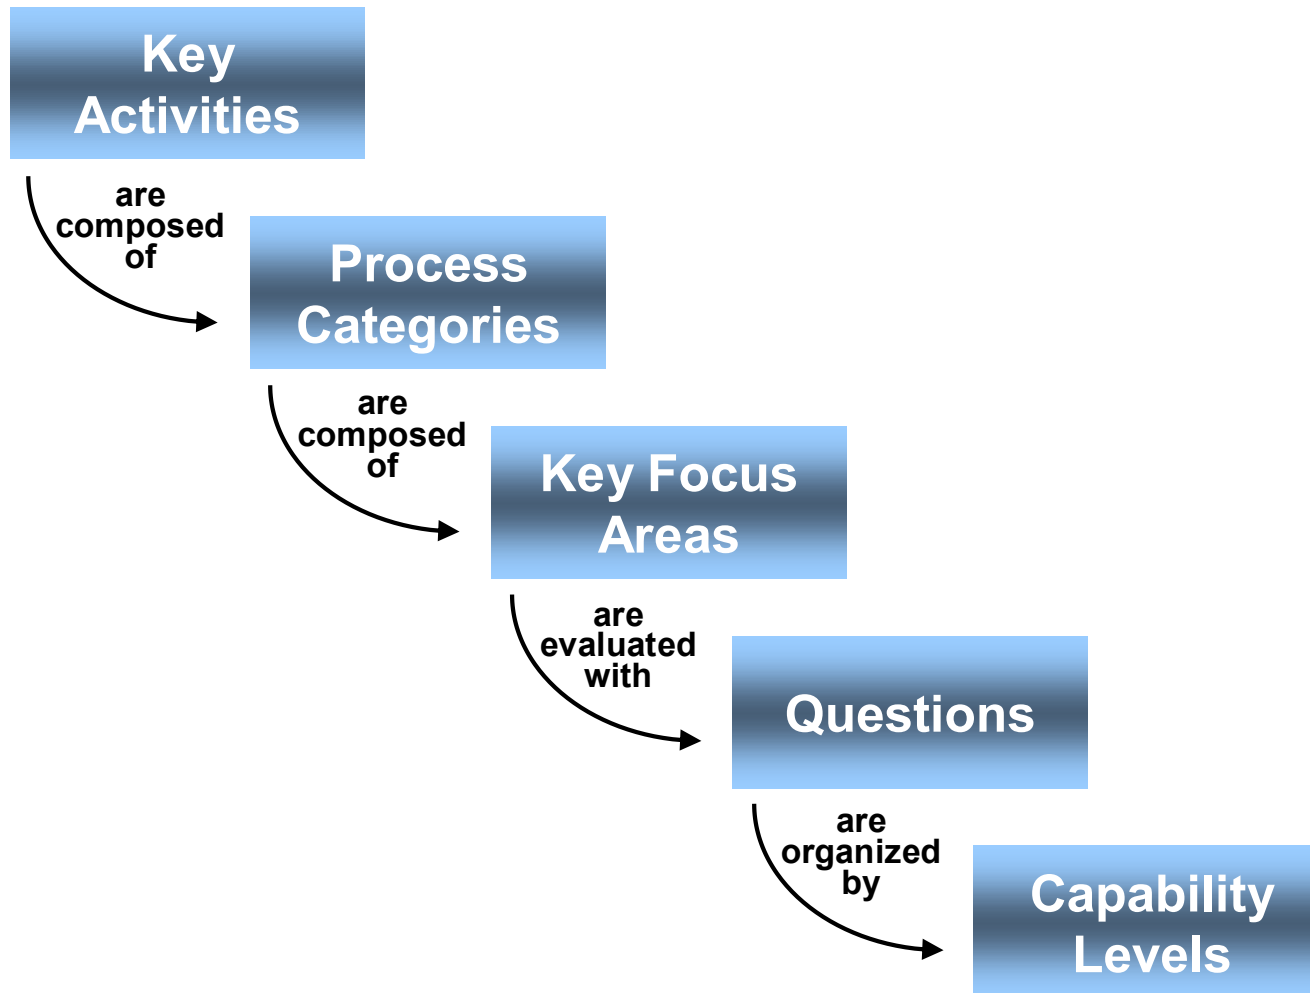 Key
Activities
are
composed
of
Process
Categories
are
composed
of
Key Focus
Areas
are
evaluated
with
Questions
are
organized
by
Capability
Levels